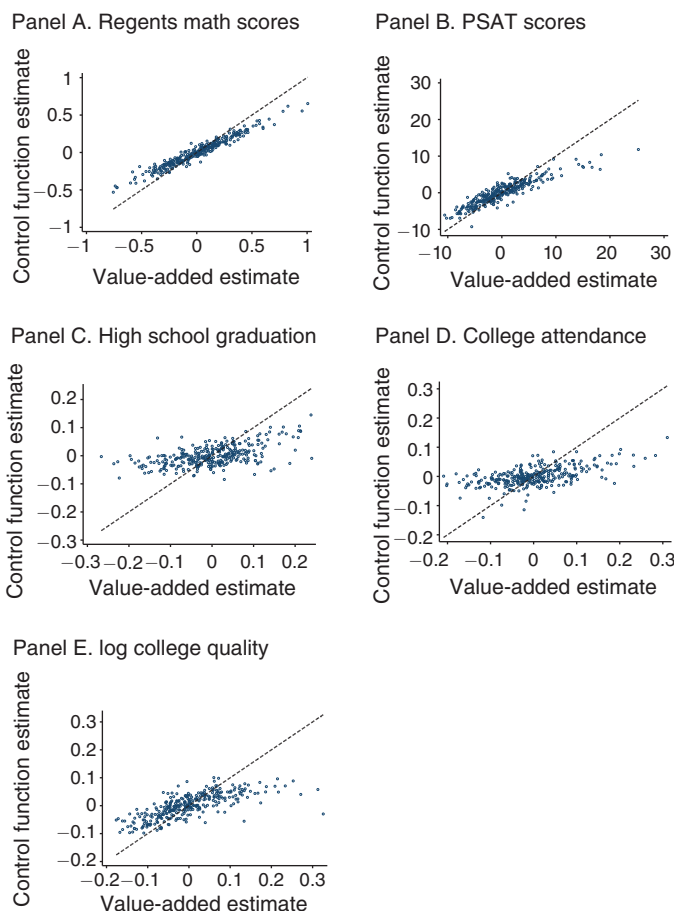 Panel A. Regents math scores
Control function estimate
1
0.5
0
−0.5
−1
−1 −0.5 0 0.5 1
Value-added estimate
Panel B. PSAT scores
Control function estimate
30
20
10
0
−10
−10 0 10 20 30
Value-added estimate
Panel C. High school graduation
Control function estimate
0.2
0.1
0
−0.1
−0.2
−0.3
−0.3 −0.2 −0.1 0 0.1 0.2
Value-added estimate
Panel D. College attendance
Control function estimate
0.3
0.2
0.1
0
−0.1
−0.2
−0.2 −0.1 0 0.1 0.2 0.3
Value-added estimate
Panel E. log college quality
Control function estimate
0.3
0.2
0.1
0
−0.1
−0.2
−0.2 −0.1 0 0.1 0.2 0.3
Value-added estimate